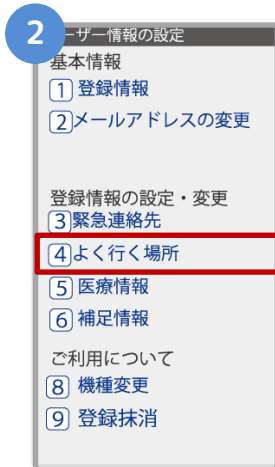 2
ーザー情報の設定
基本情報
1 登録情報
2 メールアドレスの変更
登録情報の設定・変更
3 緊急連絡先
4 よく行く場所
5 医療情報
6 補足情報
ご利用について
8 機種変更
9 登録抹消